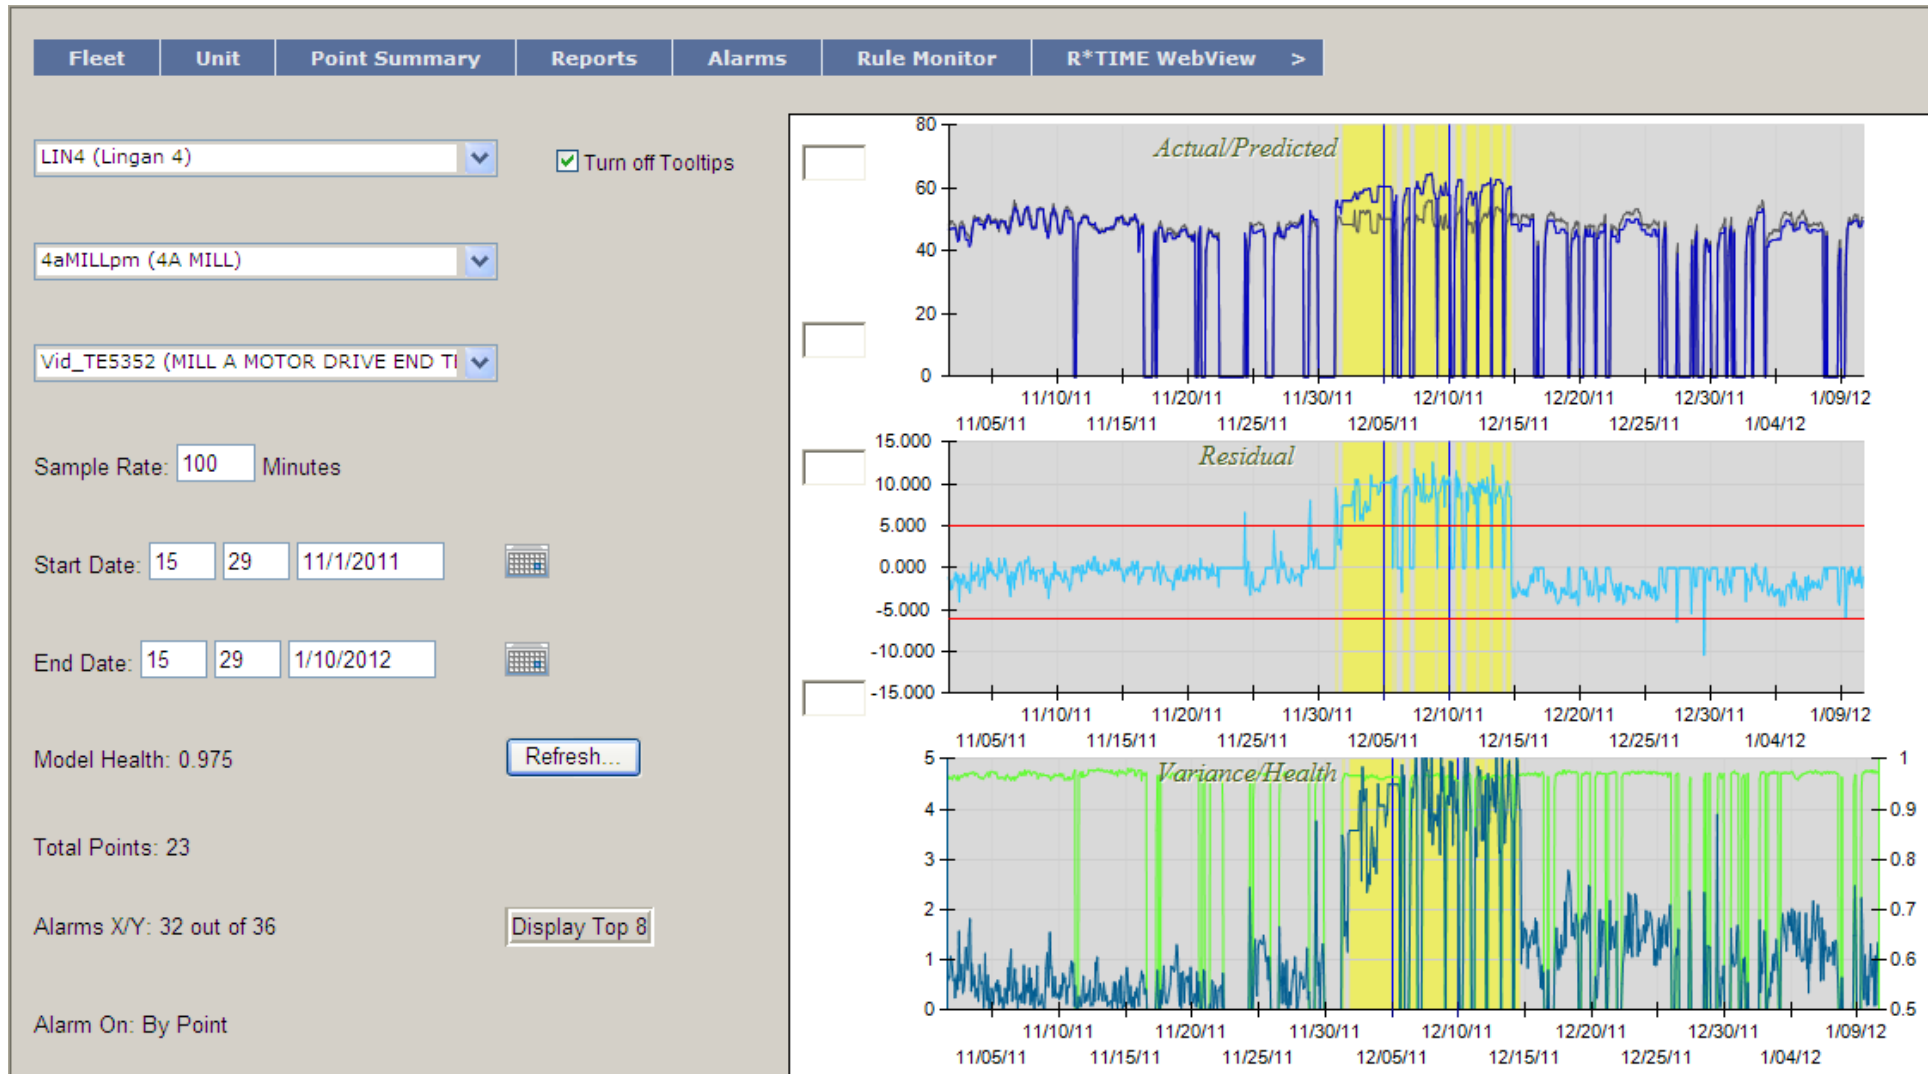 Fleet Unit Point Summary Reports Alarms Rule Monitor R*TIME WebView >
LIN4 (Lingan 4)
Turn off Tooltips
4aMILLpm (4A MILL)
Vid_TE5352 (MILL A MOTOR DRIVE END TI
Sample Rate: 100 Minutes
Start Date: 15 29 11/1/2011
End Date: 15 29 1/10/2012
Model Health: 0.975
Refresh...
Total Points: 23
Alarms X/Y: 32 out of 36
Display Top 8
Alarm On: By Point
Actual/Predicted
80
60
40
20
0
11/10/11 11/20/11 11/30/11 12/10/11 12/20/11 12/30/11 1/09/12
11/05/11 11/15/11 11/25/11 12/05/11 12/15/11 12/25/11 1/04/12
Residual
15.000
10.000
5.000
0.000
-5.000
-10.000
-15.000
11/10/11 11/20/11 11/30/11 12/10/11 12/20/11 12/30/11 1/09/12
11/05/11 11/15/11 11/25/11 12/05/11 12/15/11 12/25/11 1/04/12
Variance/Health
5 1
4 0.9
3 0.8
2 0.7
1 0.6
0 0.5
11/10/11 11/20/11 11/30/11 12/10/11 12/20/11 12/30/11 1/09/12
11/05/11 11/15/11 11/25/11 12/05/11 12/15/11 12/25/11 1/04/12